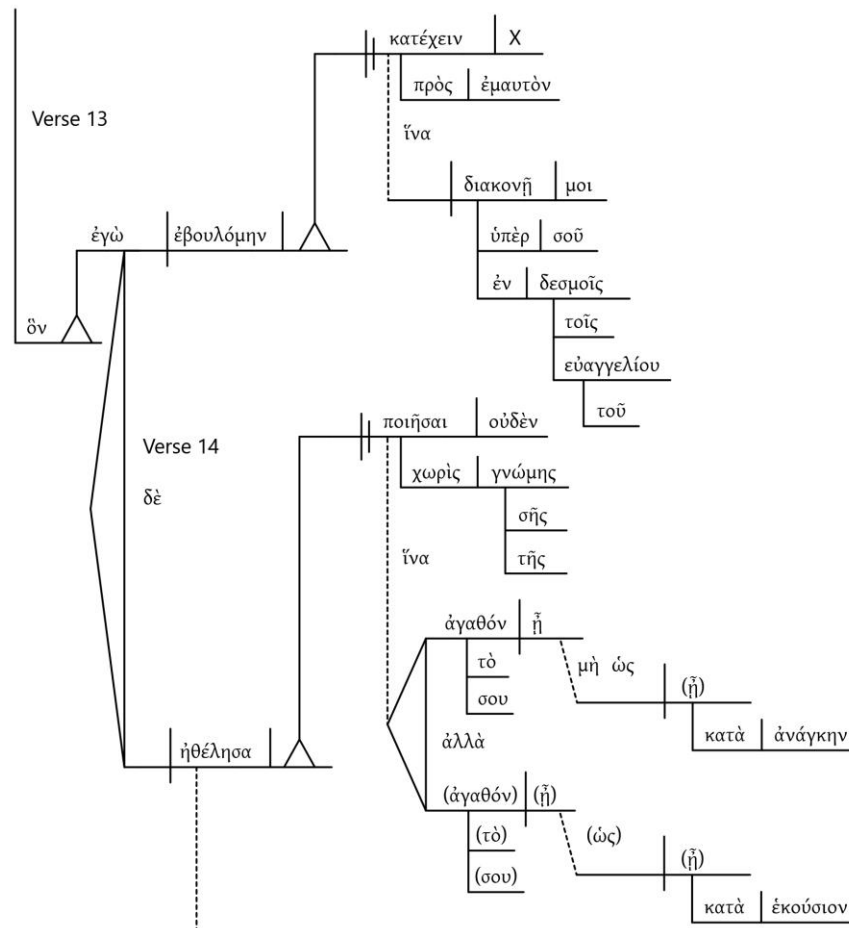 κατέχειν X
πρὸς ἐμαυτὸν
Verse 13
ἵνα
διακονῇ μοι
ἐγὼ ἐβουλόμην
ὑπὲρ σοῦ
ἐν δεσμοῖς
τοῖς
ὃν
εὐαγγελίου
τοῦ
ποιῆσαι οὐδὲν
Verse 14
χωρὶς γνώμης
δὲ
σῆς
τῆς
ἵνα
ἀγαθόν ᾖ
τὸ
μὴ ὡς
(ᾖ)
σου
κατὰ ἀνάγκην
ἀλλὰ
ἠθέλησα
(ἀγαθόν) (ᾖ)
(τὸ)
(ὡς)
(ᾖ)
(σου)
κατὰ ἑκούσιον